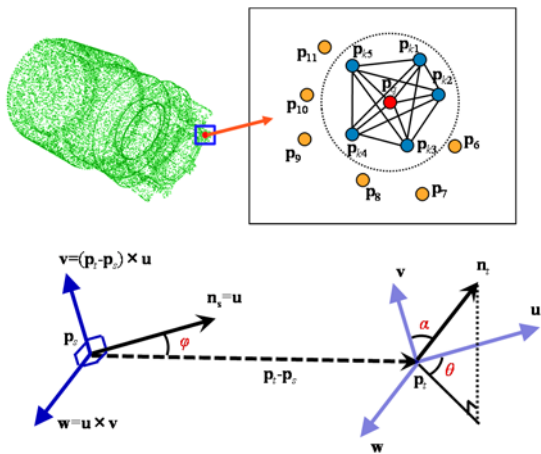 p11
pk5
pk1
pk2
p10
p9
pk4
pk3
p6
p8
p7
v=(pt-ps)×u
ps
ns=u
φ
pt-ps
w=u×v
v
nt
α
u
θ
pt
w